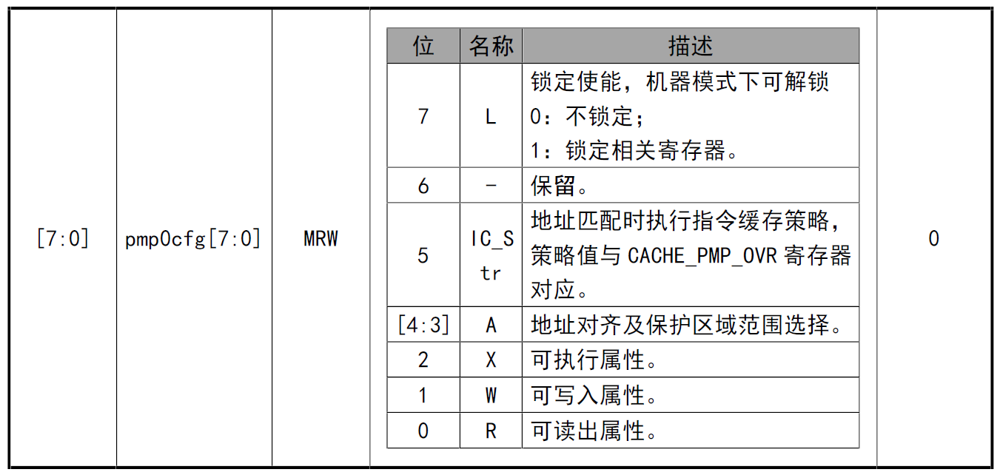 位 名称 描述
7 L 锁定使能，机器模式下可解锁
0：不锁定；
1：锁定相关寄存器。
6 - 保留。
[7:0] pmp0cfg[7:0] MRW 0
5 IC_S
tr
地址匹配时执行指令缓存策略，
策略值与 CACHE_PMP_OVR 寄存器
对应。
[4:3] A 地址对齐及保护区域范围选择。
2 X 可执行属性。
1 W 可写入属性。
0 R 可读出属性。